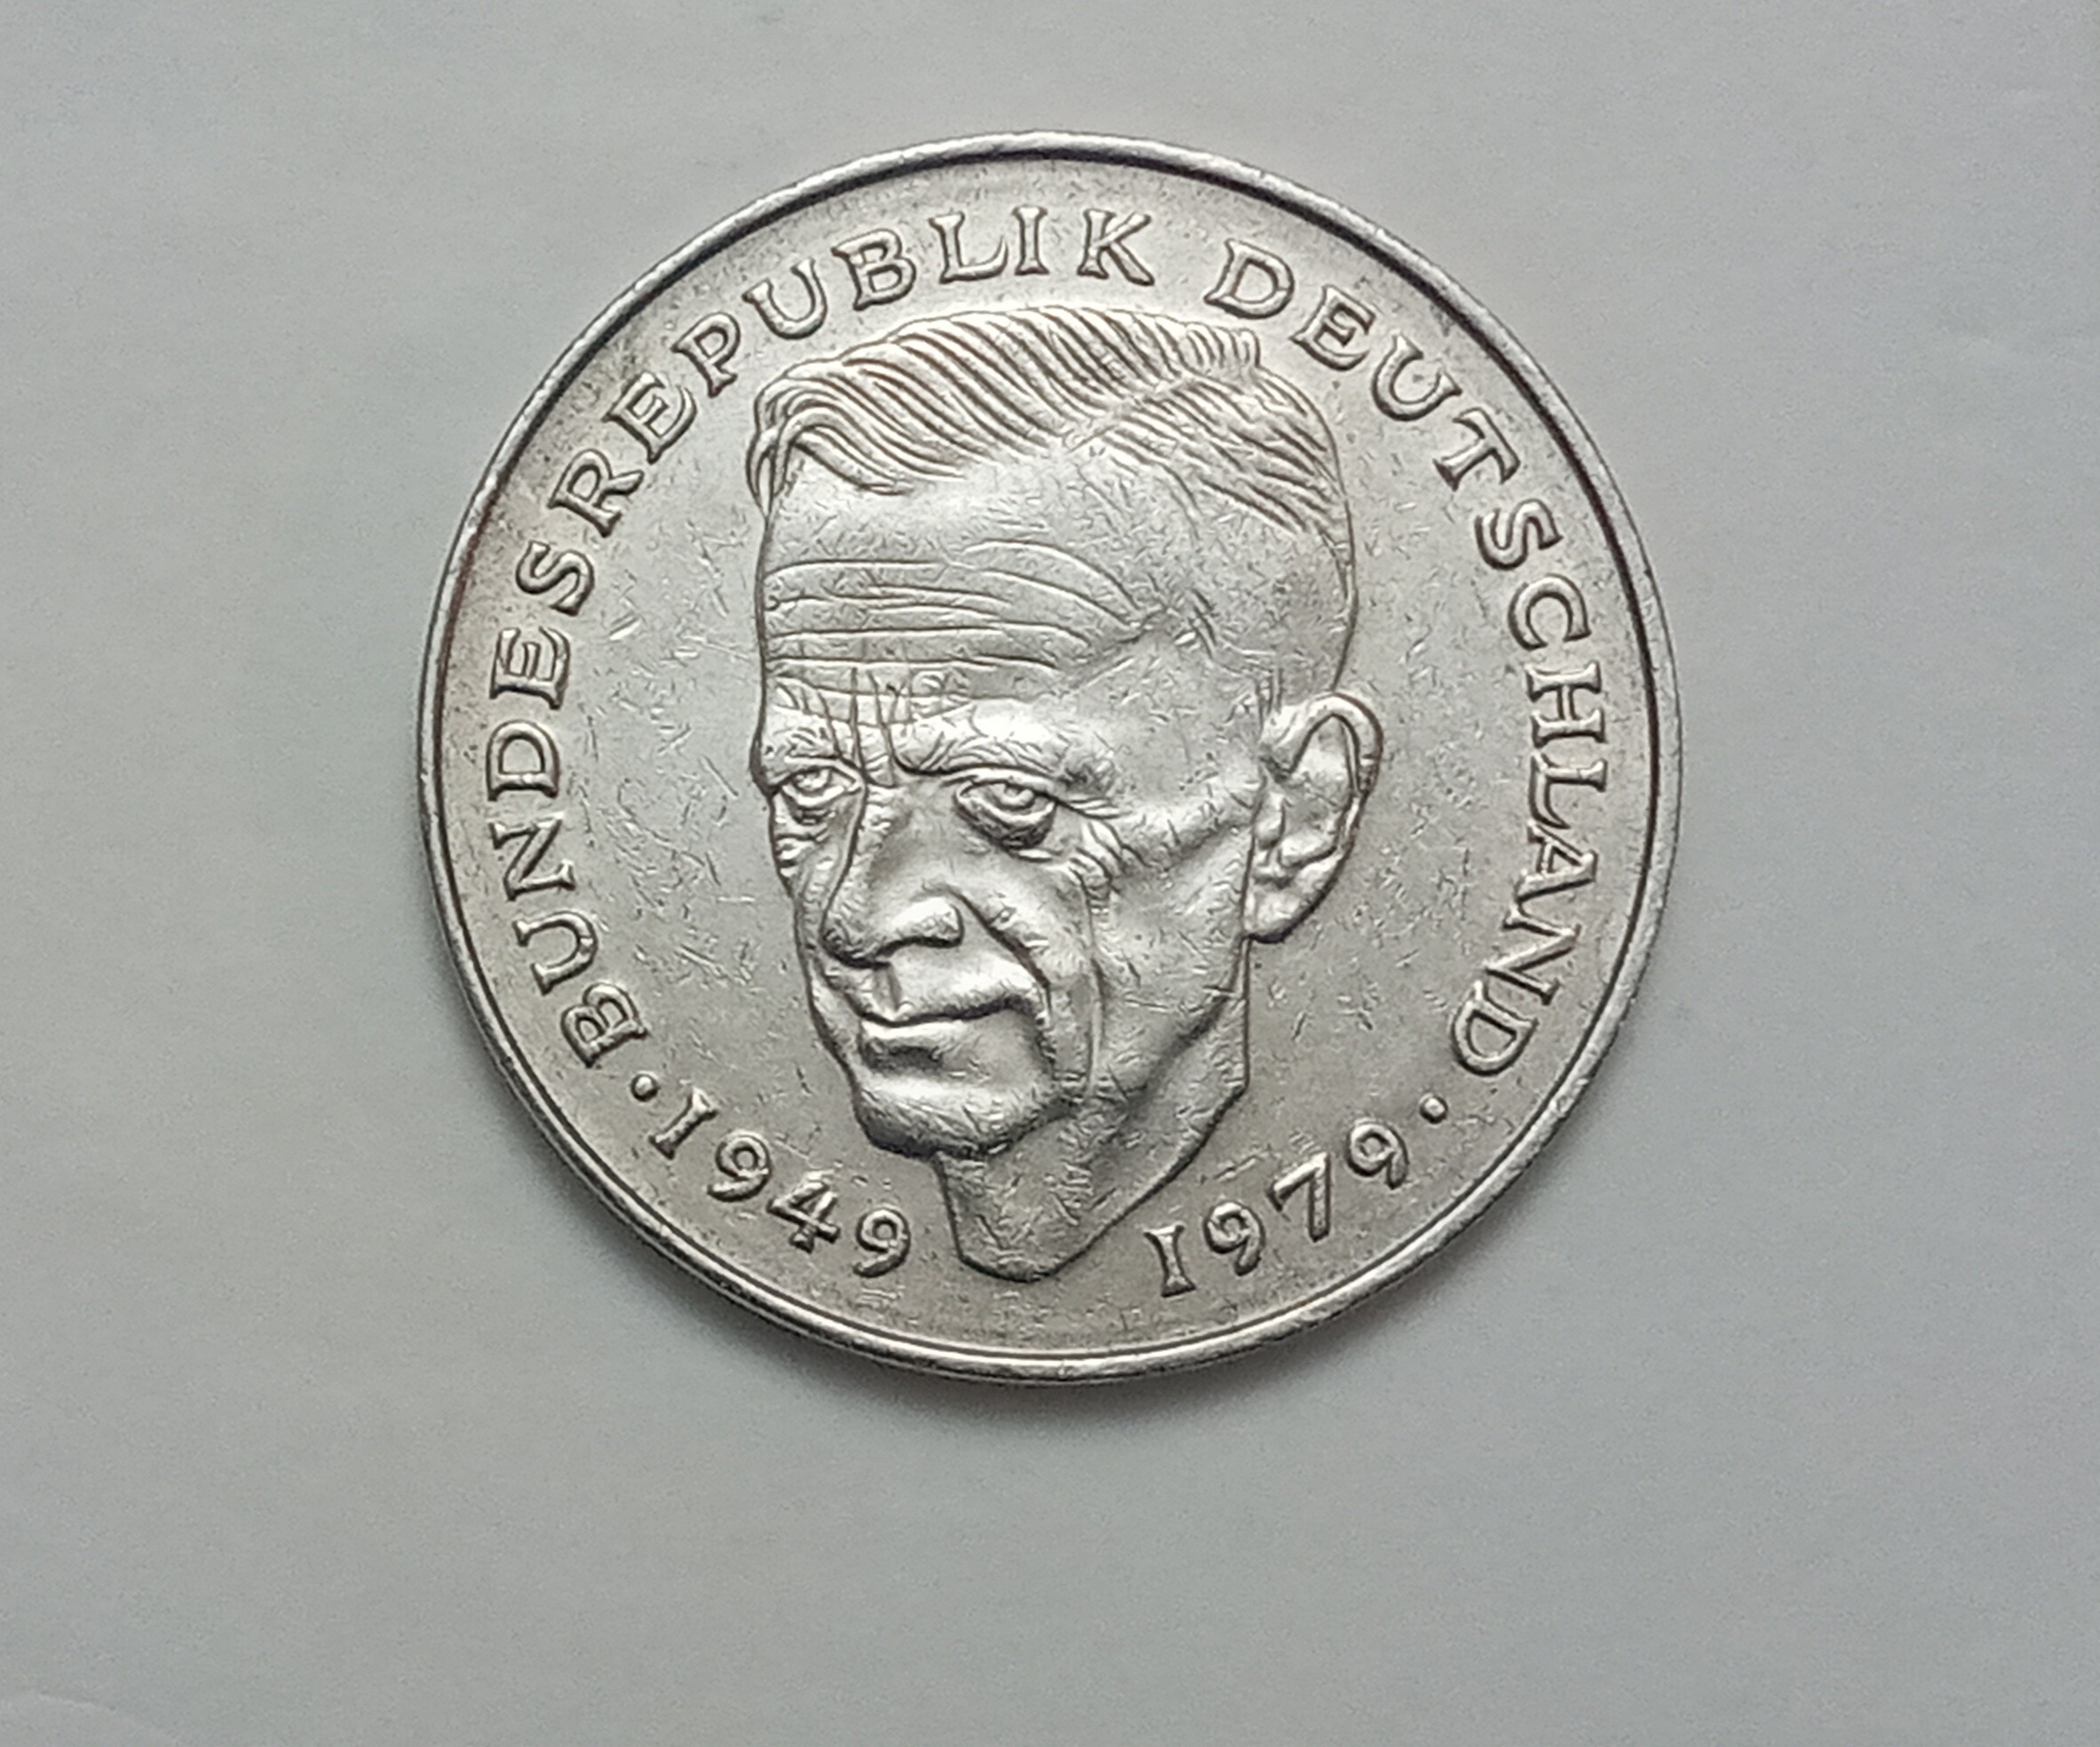 BUNDESREPUBLIK DEUTSCHLAND
· 1949 1979 ·